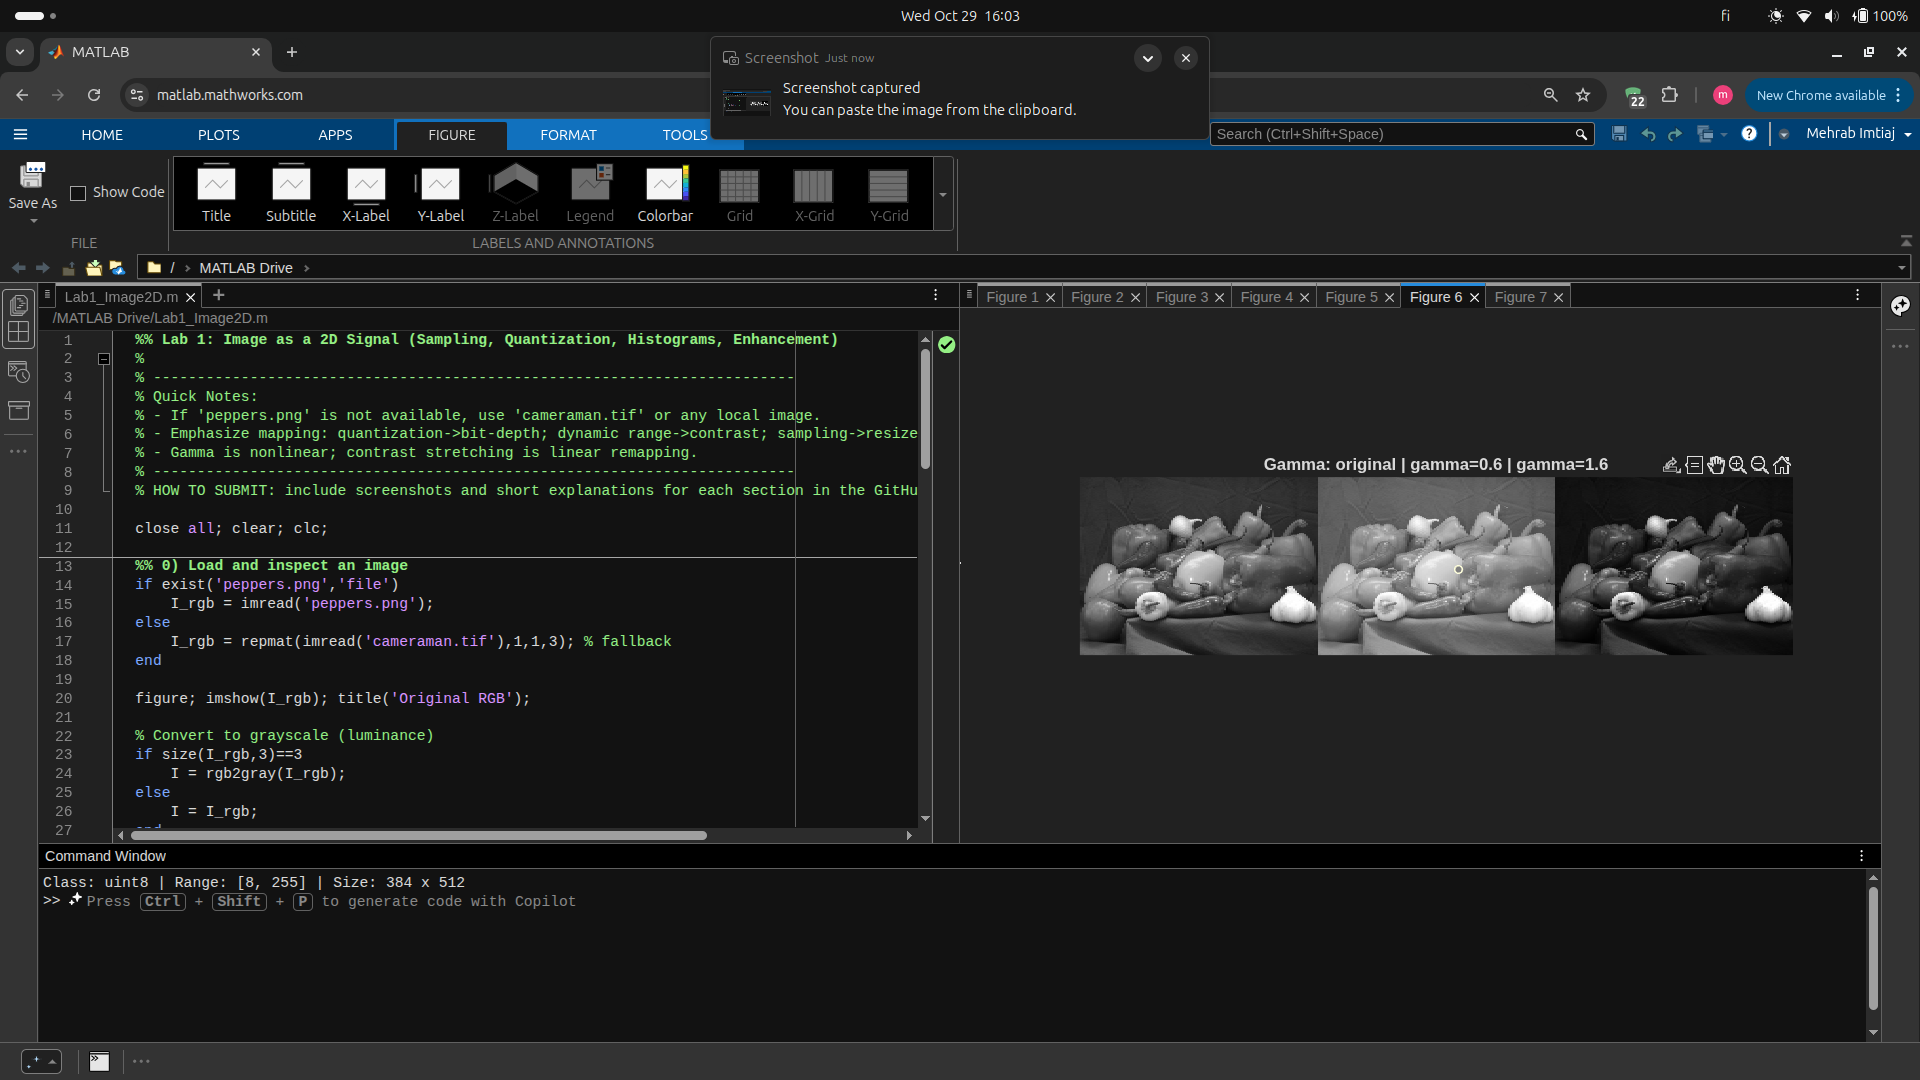 Wed Oct 29 16:03
fi
100%
MATLAB
Screenshot Just now
Screenshot captured
You can paste the image from the clipboard.
matlab.mathworks.com
22
m
New Chrome available
HOME
PLOTS
APPS
FIGURE
FORMAT
TOOLS
Search (Ctrl+Shift+Space)
Mehrab Imtiaj
Save As
Show Code
Title
Subtitle
X-Label
Y-Label
Z-Label
Legend
Colorbar
Grid
X-Grid
Y-Grid
FILE
LABELS AND ANNOTATIONS
/ › MATLAB Drive ›
Lab1_Image2D.m
/MATLAB Drive/Lab1_Image2D.m
1 %% Lab 1: Image as a 2D Signal (Sampling, Quantization, Histograms, Enhancement)
2 %
3 % -------------------------------------------------------------------------
4 % Quick Notes:
5 % - If 'peppers.png' is not available, use 'cameraman.tif' or any local image.
6 % - Emphasize mapping: quantization->bit-depth; dynamic range->contrast; sampling->resize
7 % - Gamma is nonlinear; contrast stretching is linear remapping.
8 % -------------------------------------------------------------------------
9 % HOW TO SUBMIT: include screenshots and short explanations for each section in the GitHu
10
11 close all; clear; clc;
12
13 %% 0) Load and inspect an image
14 if exist('peppers.png','file')
15 I_rgb = imread('peppers.png');
16 else
17 I_rgb = repmat(imread('cameraman.tif'),1,1,3); % fallback
18 end
19
20 figure; imshow(I_rgb); title('Original RGB');
21
22 % Convert to grayscale (luminance)
23 if size(I_rgb,3)==3
24 I = rgb2gray(I_rgb);
25 else
26 I = I_rgb;
27 end
Figure 1
Figure 2
Figure 3
Figure 4
Figure 5
Figure 6
Figure 7
Gamma: original | gamma=0.6 | gamma=1.6
Command Window
Class: uint8 | Range: [8, 255] | Size: 384 x 512
>> Press Ctrl + Shift + P to generate code with Copilot